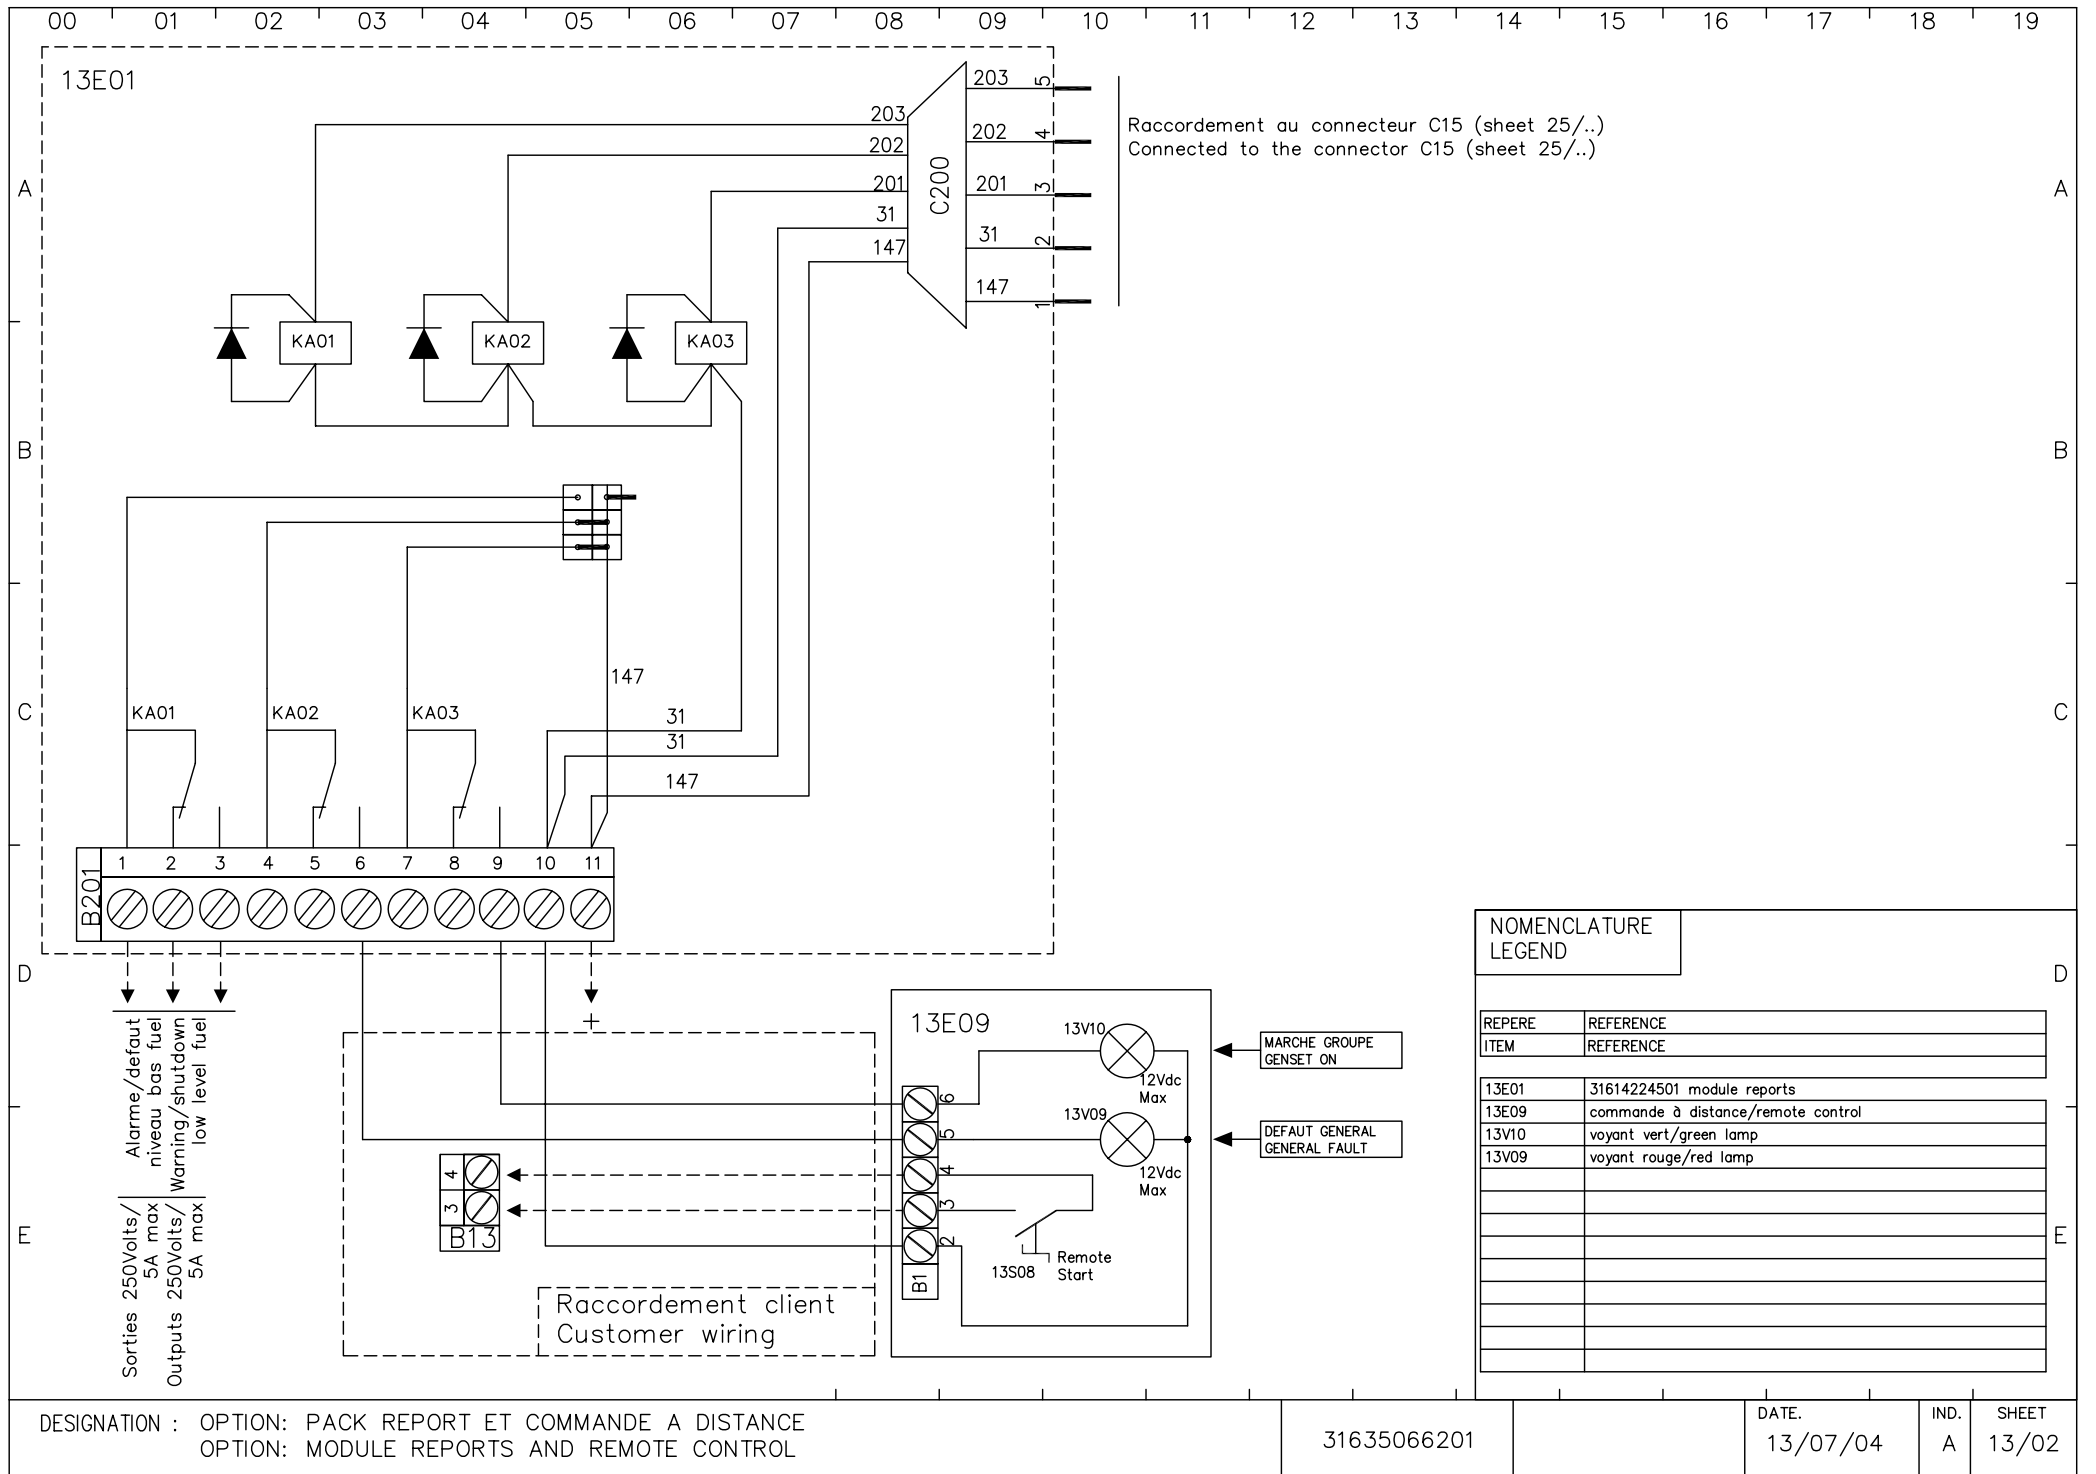 00 01 02 03 04 05 06 07 08 09 10 11 12 13 14 15 16 17 18 19
13E01
203
202
201
31
147
C200
203 5
202 4
201 3
31 2
147 1
Raccordement au connecteur C15 (sheet 25/..)
Connected to the connector C15 (sheet 25/..)
A A
KA01 KA02 KA03
B B
147
C C
KA01 KA02 KA03
31
31
147
B201
1 2 3 4 5 6 7 8 9 10 11
D D
+
Alarme/defaut
niveau bas fuel
Warning/shutdown
low level fuel
Sorties 250Volts/
5A max
Outputs 250Volts/
5A max
13E09
13V10
12Vdc
Max
13V09
12Vdc
Max
6
5
4
3
2
B1
13S08
Remote
Start
MARCHE GROUPE
GENSET ON
DEFAUT GENERAL
GENERAL FAULT
4
3
B13
Raccordement client
Customer wiring
E E
NOMENCLATURE
LEGEND
REPERE REFERENCE
ITEM REFERENCE
13E01 31614224501 module reports
13E09 commande à distance/remote control
13V10 voyant vert/green lamp
13V09 voyant rouge/red lamp
DESIGNATION : OPTION: PACK REPORT ET COMMANDE A DISTANCE
OPTION: MODULE REPORTS AND REMOTE CONTROL
31635066201
DATE.
13/07/04
IND.
A
SHEET
13/02